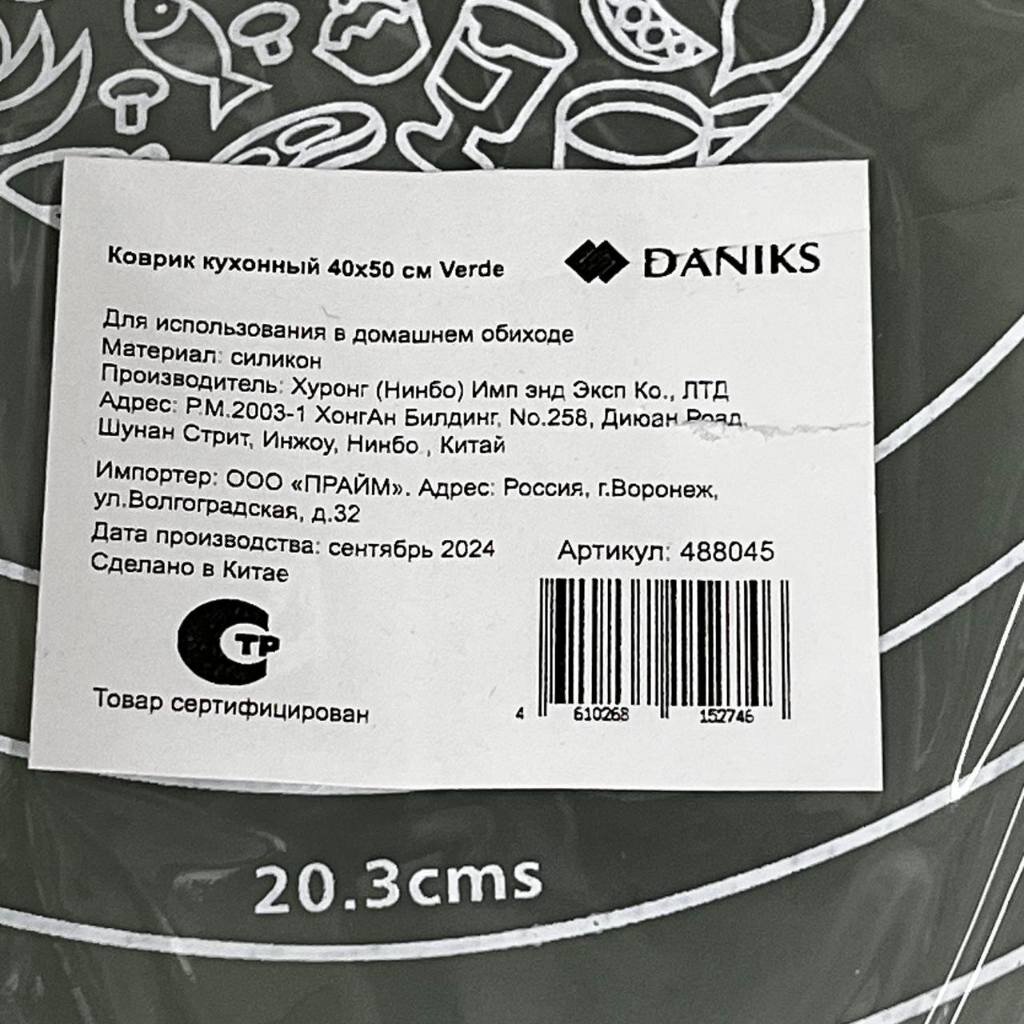 Коврик кухонный 40х50 см Verde
DANIKS
Для использования в домашнем обиходе
Материал: силикон
Производитель: Хуронг (Нинбо) Имп энд Эксп Ко., ЛТД
Адрес: Р.М.2003-1 ХонгАн Билдинг, No.258, Диюан Роад,
Шунан Стрит, Инжоу, Нинбо , Китай
Импортер: ООО «ПРАЙМ». Адрес: Россия, г.Воронеж,
ул.Волгоградская, д.32
Дата производства: сентябрь 2024
Сделано в Китае
Артикул: 488045
СТР
Товар сертифицирован
4 610268 152746
20.3cms